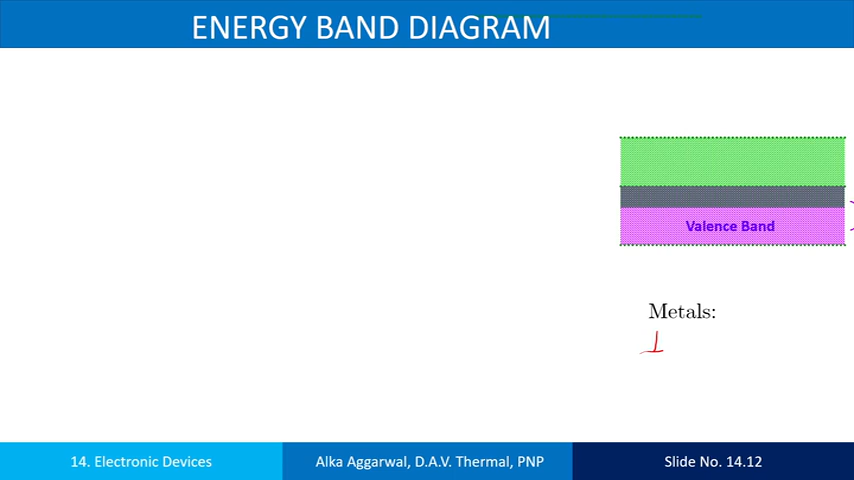 ENERGY BAND DIAGRAM
Valence Band
Metals:
14. Electronic Devices
Alka Aggarwal, D.A.V. Thermal, PNP
Slide No. 14.12